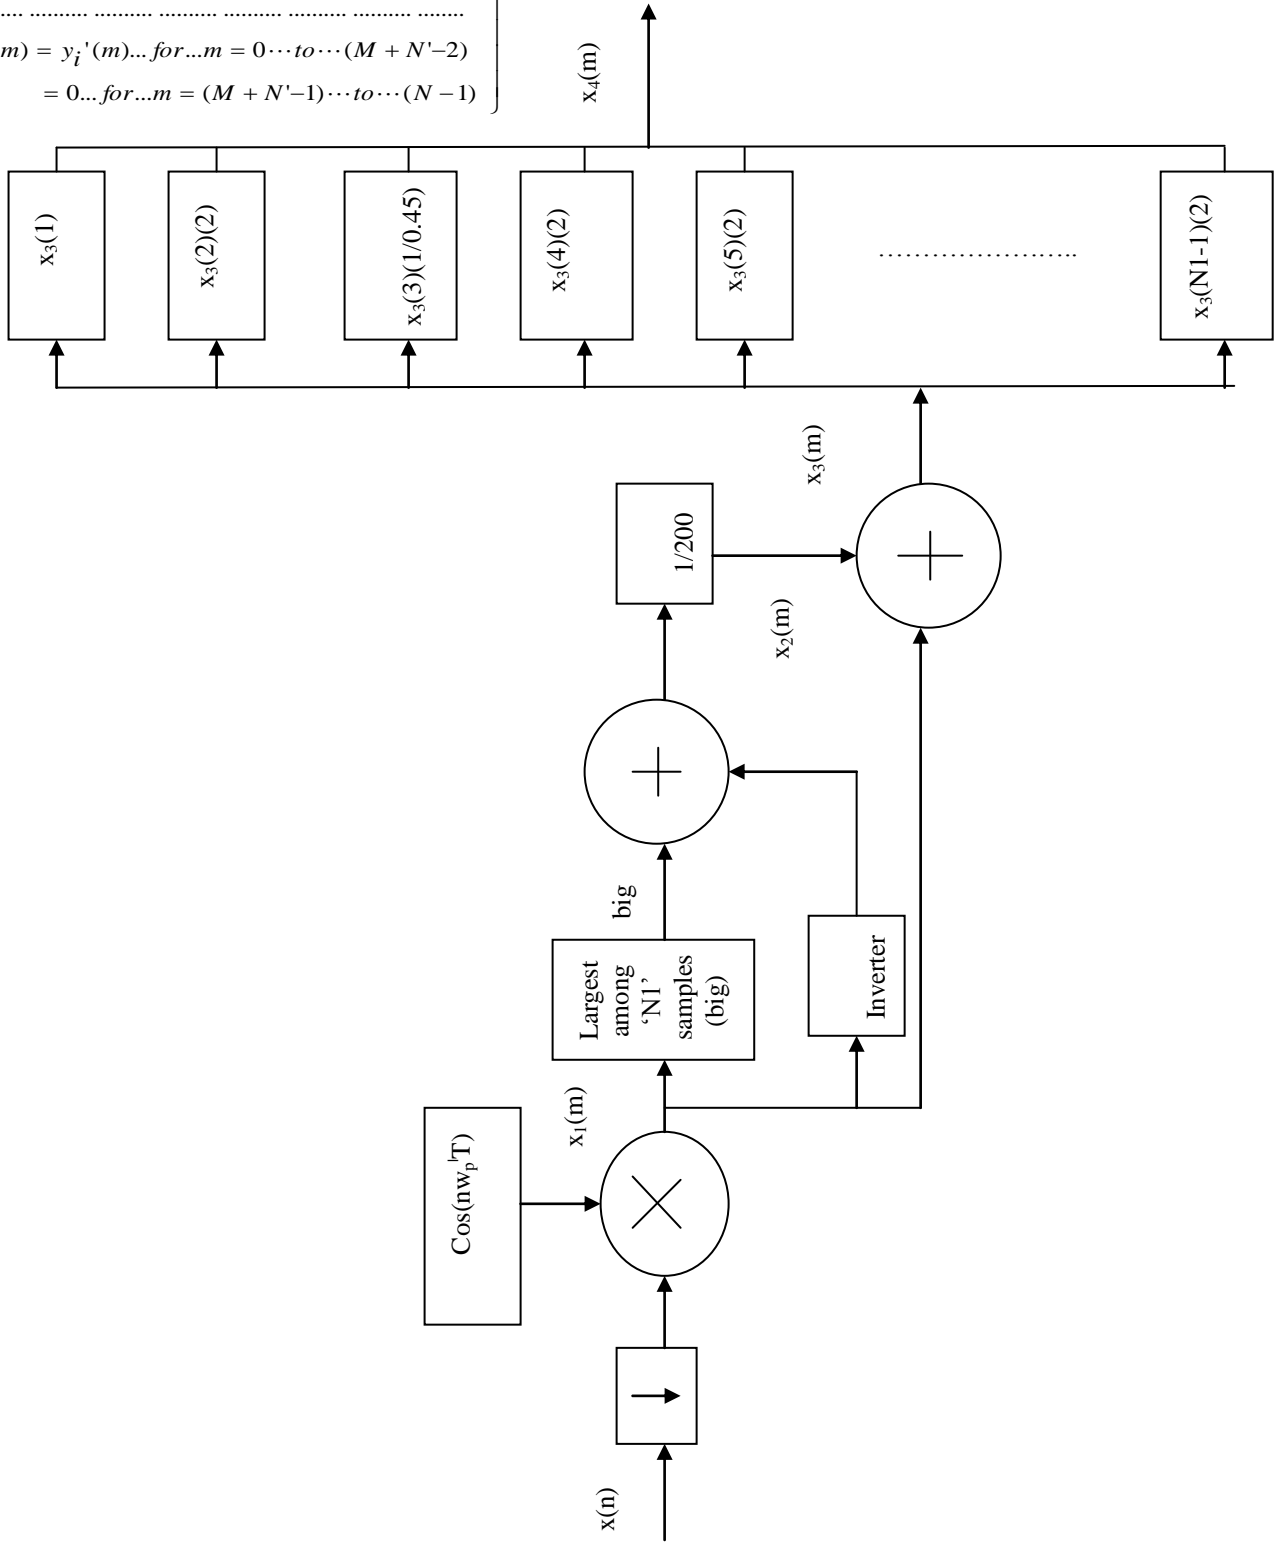 .... .......... .......... .......... .......... .......... .......... ........
m) = y_i'(m)... for...m = 0⋯to⋯(M + N'−2)
= 0... for...m = (M + N'−1)⋯to⋯(N −1)
x(n)
Cos(nw_p'T)
x₁(m)
Largest
among
‘N1’
samples
(big)
big
Inverter
1/200
x₂(m)
x₃(m)
x₃(1)
x₃(2)(2)
x₃(3)(1/0.45)
x₃(4)(2)
x₃(5)(2)
......................
x₃(N1-1)(2)
x₄(m)